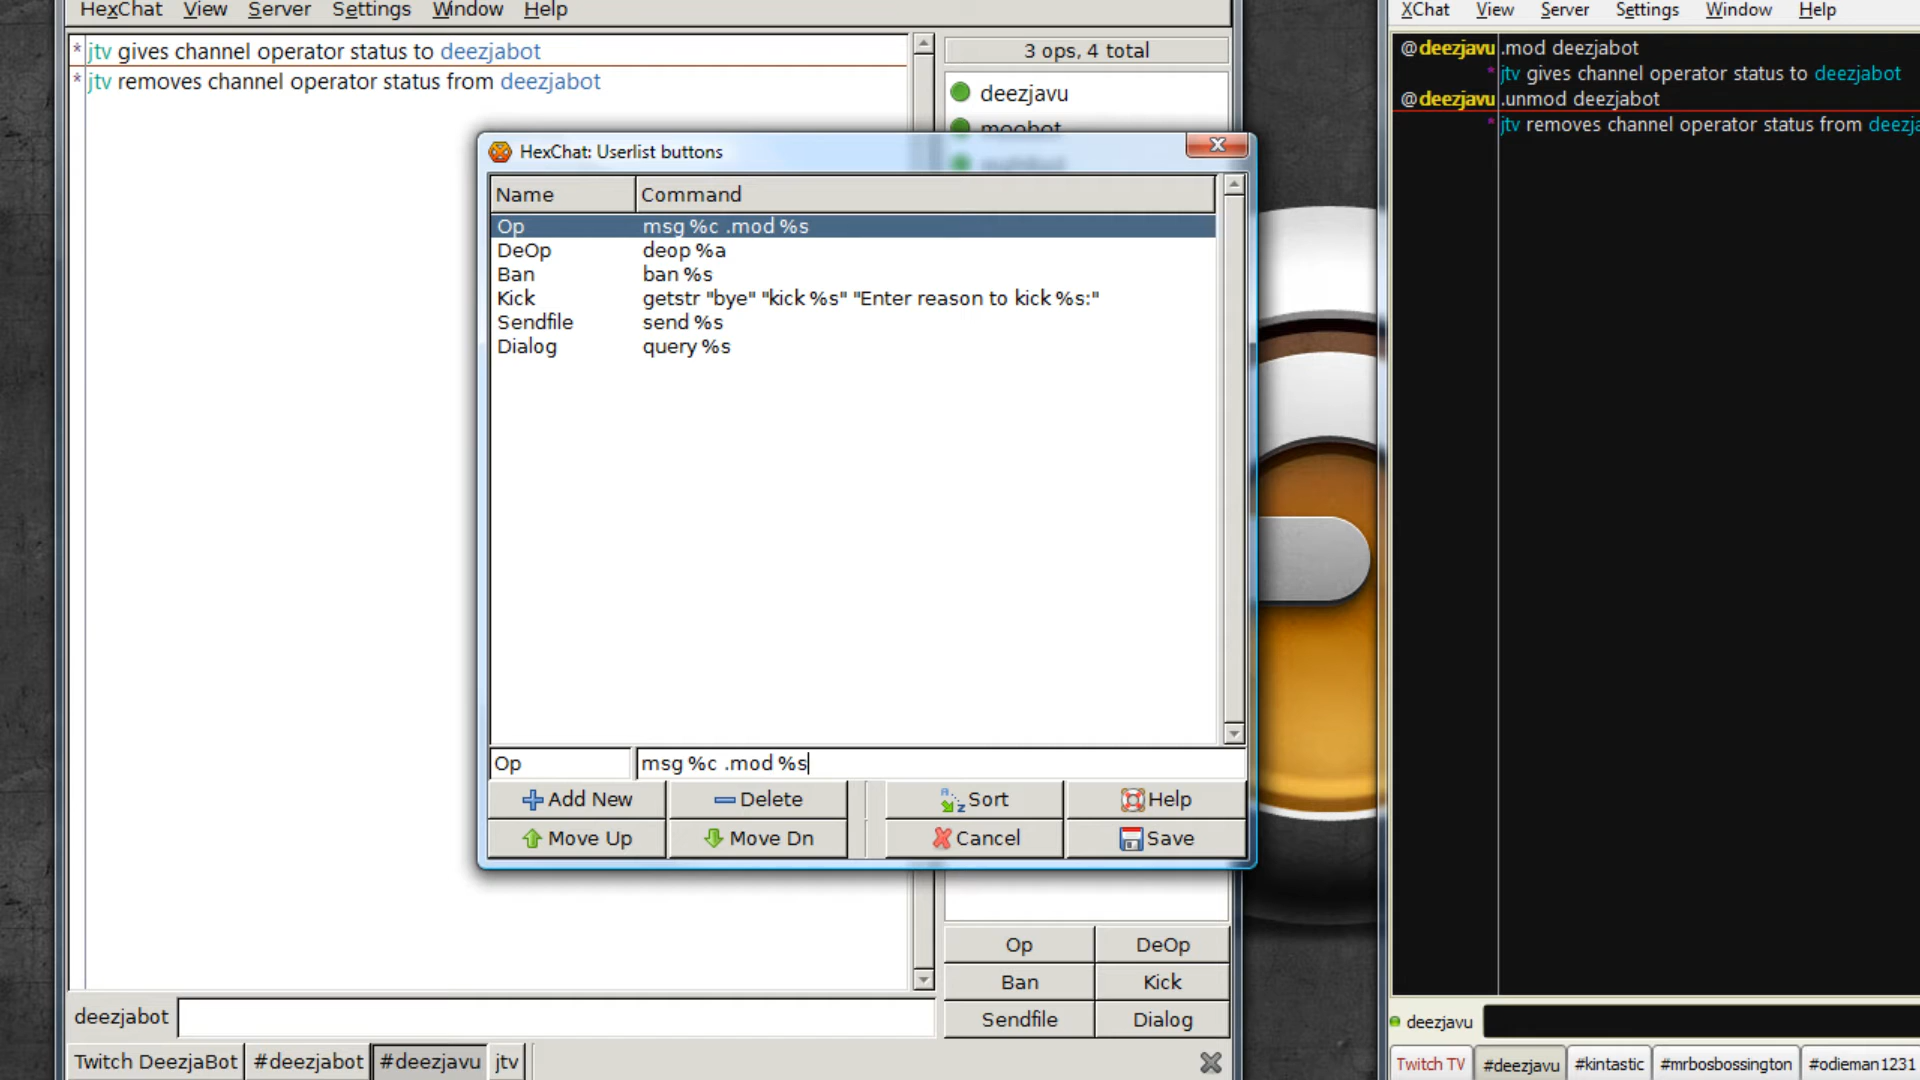 HexChat View Server Settings Window Help
* jtv gives channel operator status to deezjabot
* jtv removes channel operator status from deezjabot
3 ops, 4 total
deezjavu
moobot
HexChat: Userlist buttons
Name Command
Op msg %c .mod %s
DeOp deop %a
Ban ban %s
Kick getstr "bye" "kick %s" "Enter reason to kick %s:"
Sendfile send %s
Dialog query %s
Op msg %c .mod %s
Add New Delete Sort Help
Move Up Move Dn Cancel Save
Op DeOp
Ban Kick
Sendfile Dialog
deezjabot
Twitch DeezjaBot #deezjabot #deezjavu jtv
XChat View Server Settings Window Help
@deezjavu .mod deezjabot
* jtv gives channel operator status to deezjabot
@deezjavu .unmod deezjabot
* jtv removes channel operator status from deezja
deezjavu
Twitch TV #deezjavu #kintastic #mrbosbossington #odieman1231